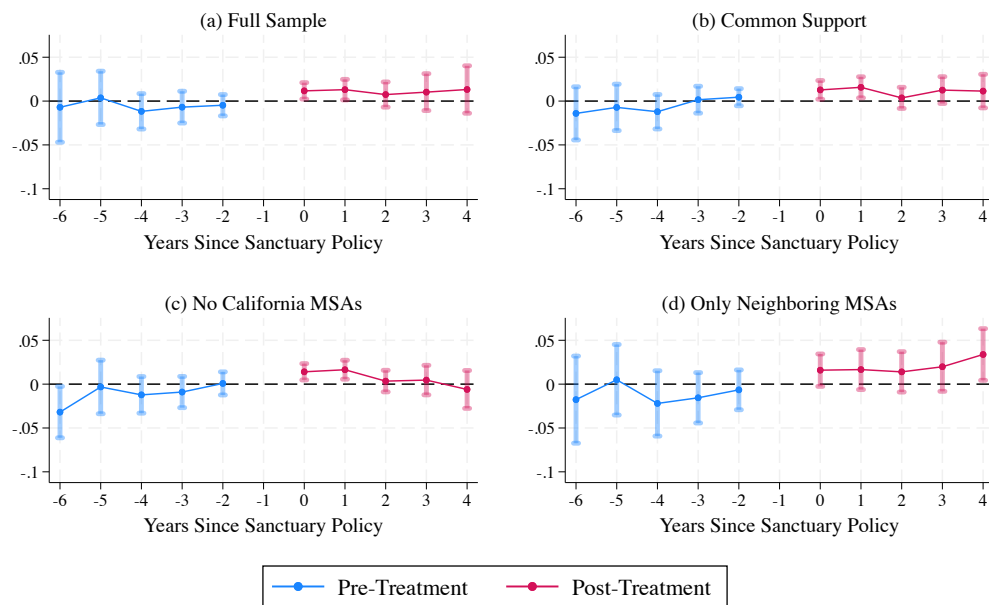 (a) Full Sample
.05
0
-.05
-.1
-6 -5 -4 -3 -2 -1 0 1 2 3 4
Years Since Sanctuary Policy
(b) Common Support
.05
0
-.05
-.1
-6 -5 -4 -3 -2 -1 0 1 2 3 4
Years Since Sanctuary Policy
(c) No California MSAs
.05
0
-.05
-.1
-6 -5 -4 -3 -2 -1 0 1 2 3 4
Years Since Sanctuary Policy
(d) Only Neighboring MSAs
.05
0
-.05
-.1
-6 -5 -4 -3 -2 -1 0 1 2 3 4
Years Since Sanctuary Policy
Pre-Treatment Post-Treatment